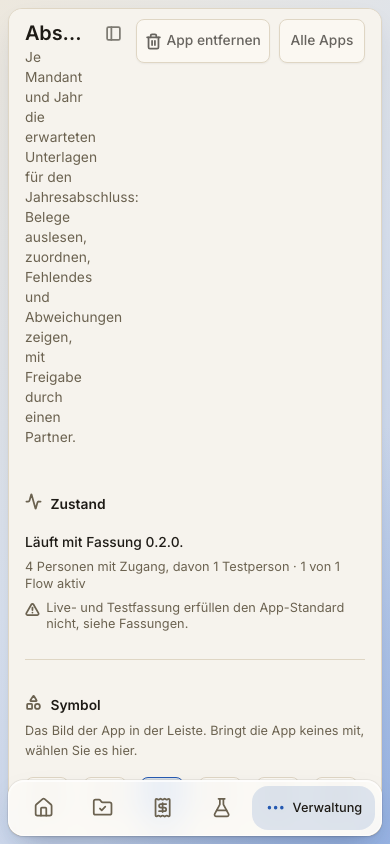 Abs...
App entfernen
Alle Apps
Je
Mandant
und Jahr
die
erwarteten
Unterlagen
für den
Jahresabschluss:
Belege
auslesen,
zuordnen,
Fehlendes
und
Abweichungen
zeigen,
mit
Freigabe
durch
einen
Partner.
Zustand
Läuft mit Fassung 0.2.0.
4 Personen mit Zugang, davon 1 Testperson · 1 von 1
Flow aktiv
Live- und Testfassung erfüllen den App-Standard
nicht, siehe Fassungen.
Symbol
Das Bild der App in der Leiste. Bringt die App keines mit,
wählen Sie es hier.
Verwaltung